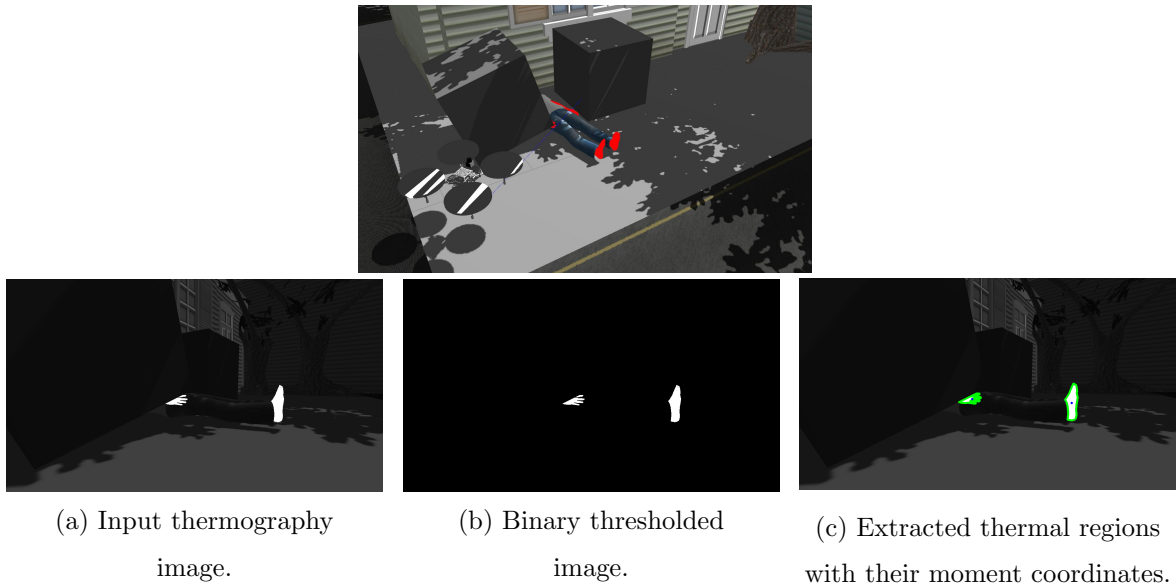 (a) Input thermography
image.
(b) Binary thresholded
image.
(c) Extracted thermal regions
with their moment coordinates.